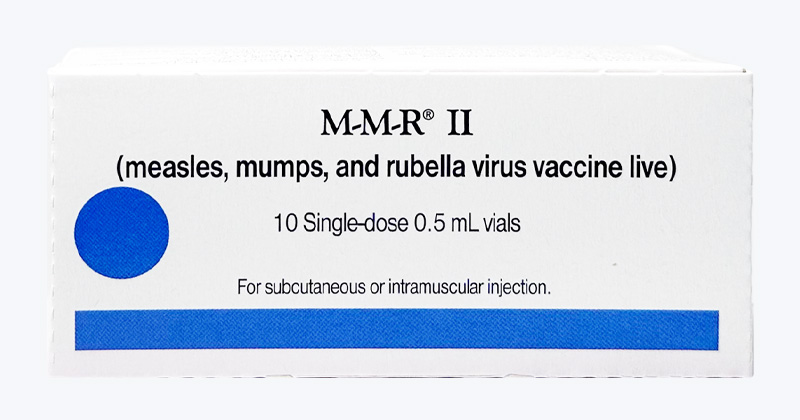 M-M-R® II
(measles, mumps, and rubella virus vaccine live)
10 Single-dose 0.5 mL vials
For subcutaneous or intramuscular injection.